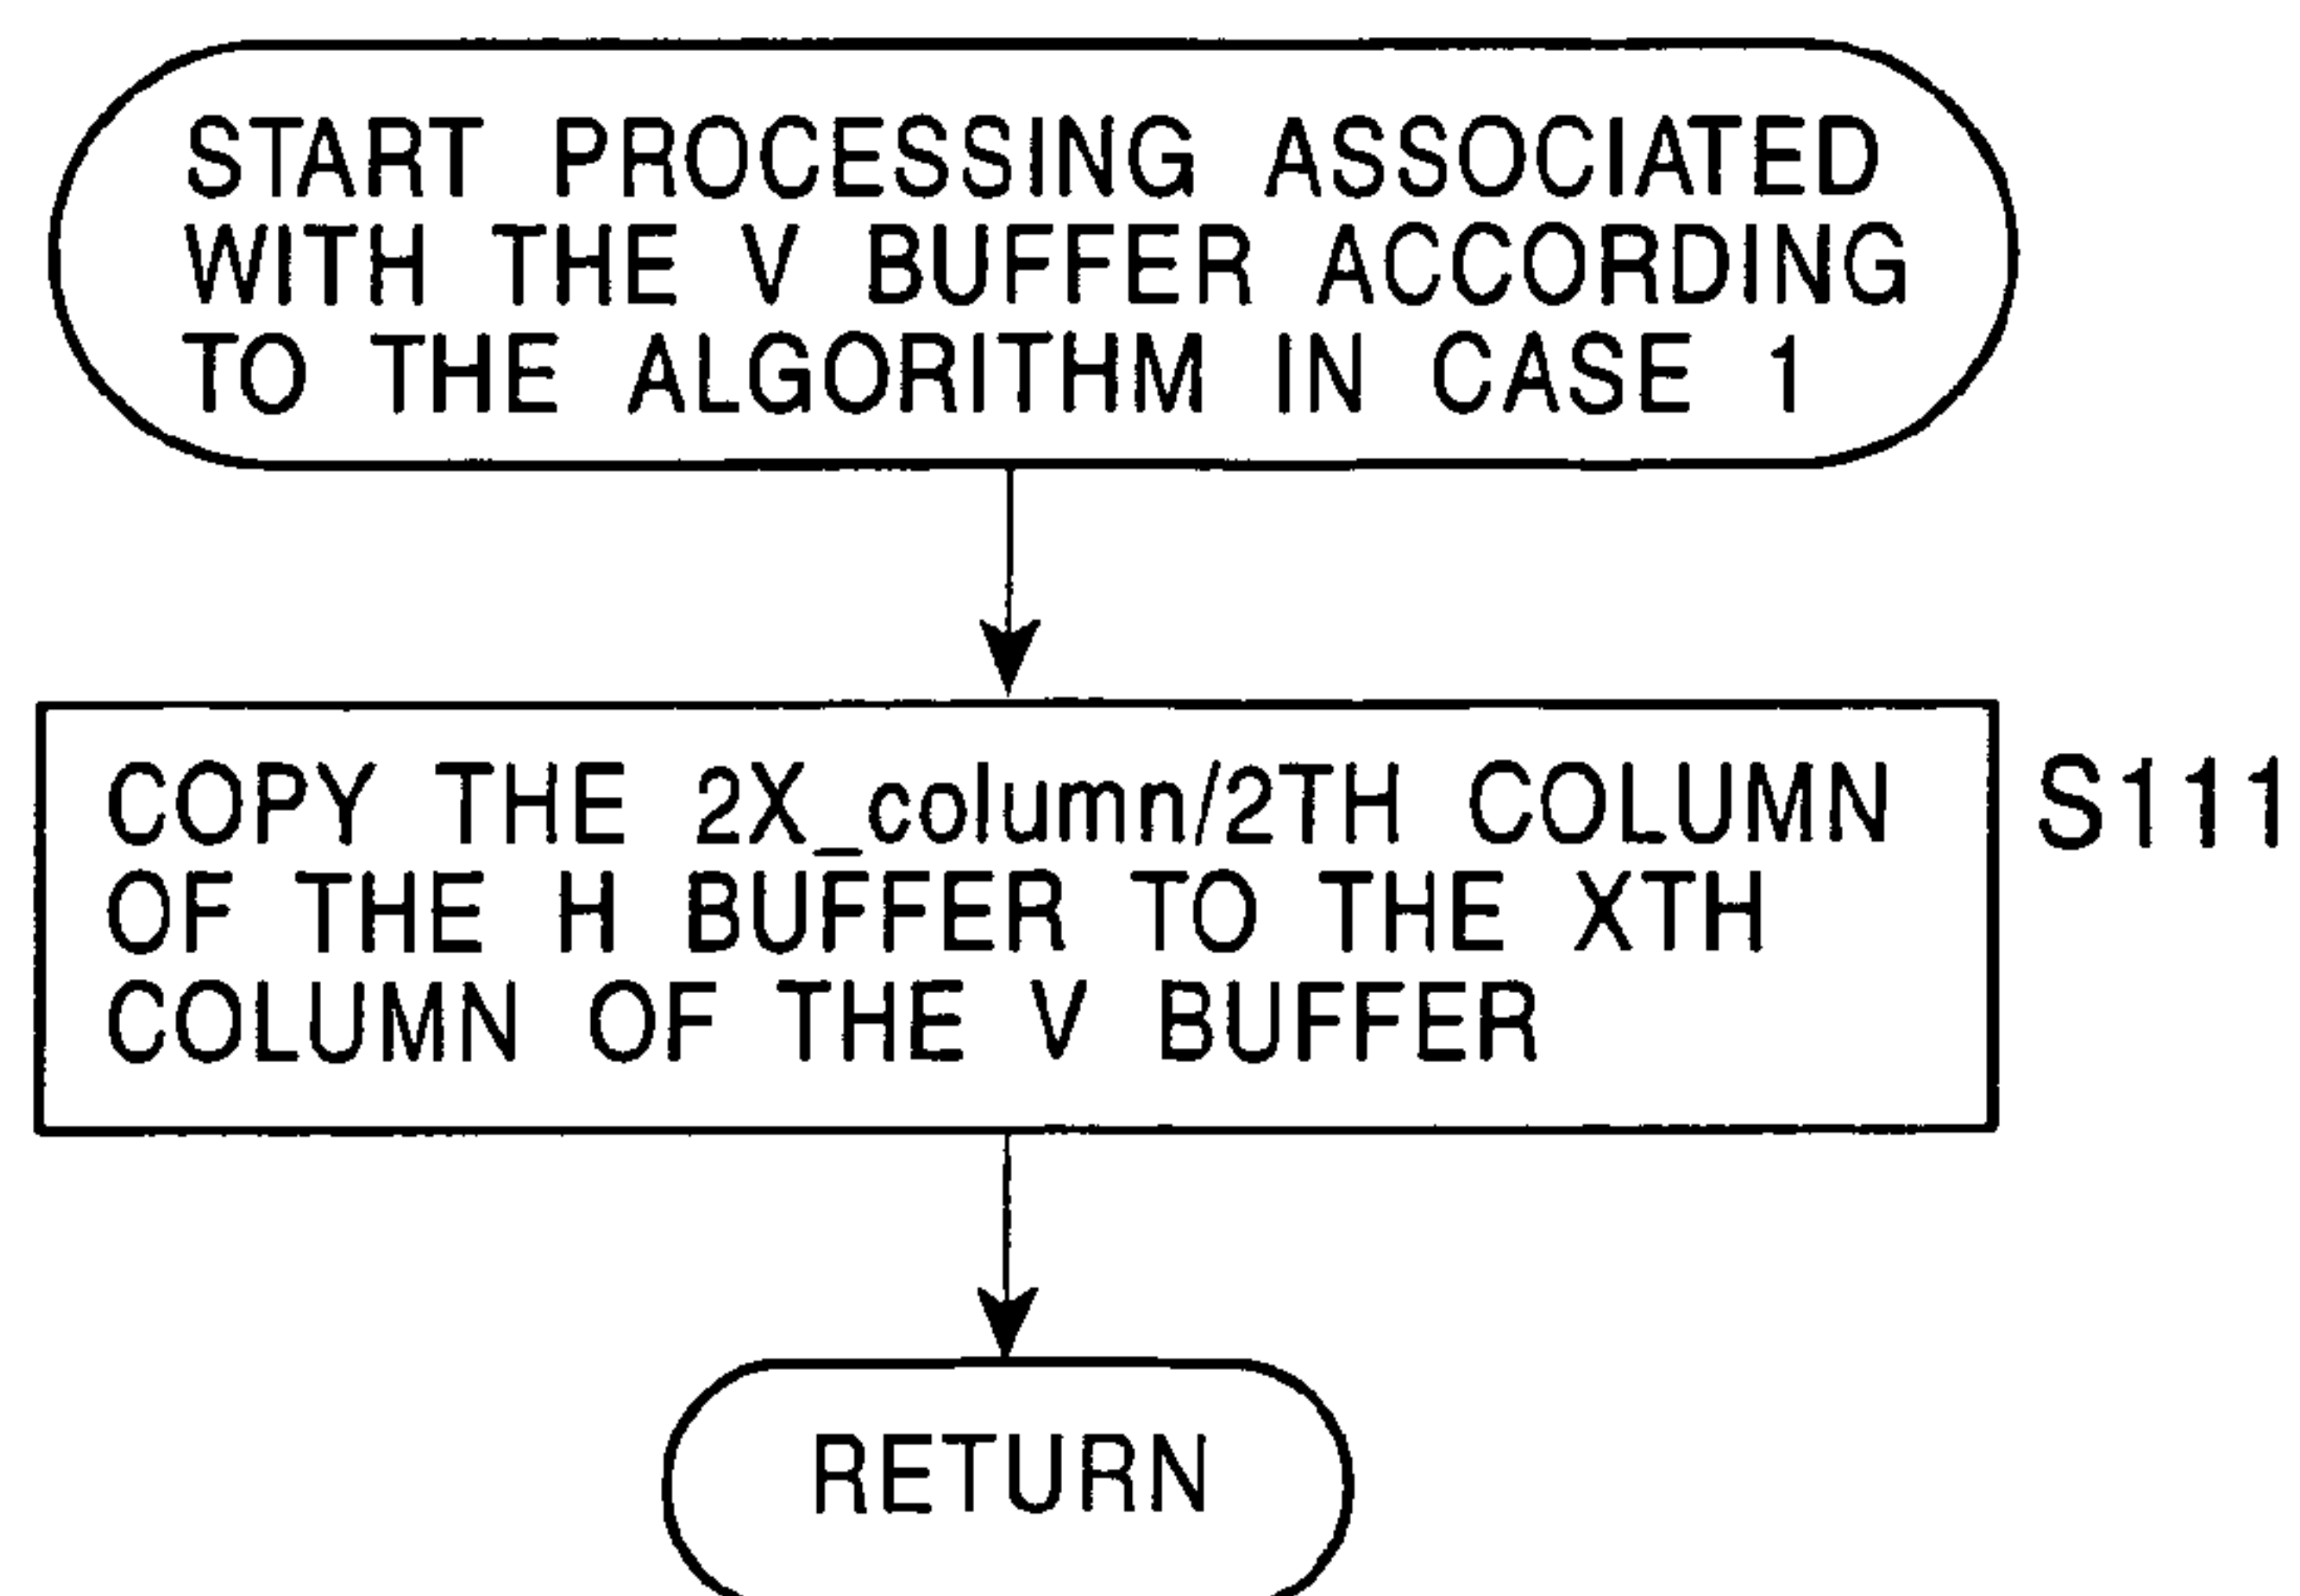 START PROCESSING ASSOCIATED
WITH THE V BUFFER ACCORDING
TO THE ALGORITHM IN CASE 1
COPY THE 2X_column/2TH COLUMN S111
OF THE H BUFFER TO THE XTH
COLUMN OF THE V BUFFER
RETURN